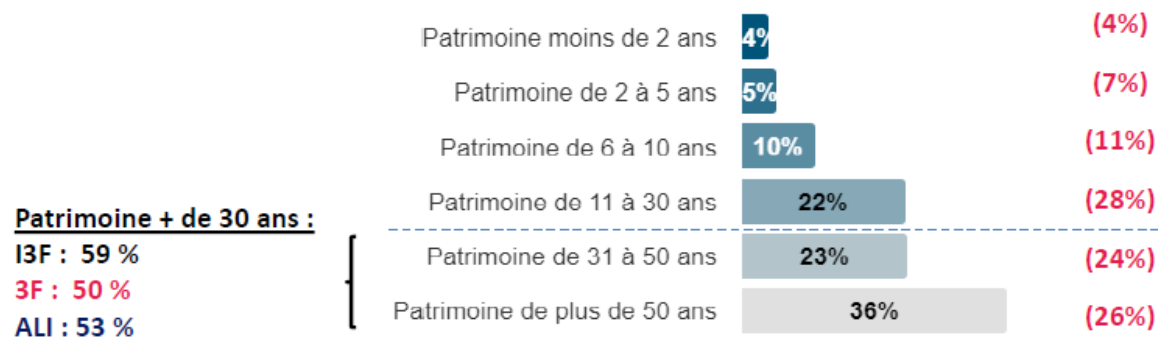 Patrimoine moins de 2 ans 4% (4%)
Patrimoine de 2 à 5 ans 5% (7%)
Patrimoine de 6 à 10 ans 10% (11%)
Patrimoine de 11 à 30 ans 22% (28%)
Patrimoine + de 30 ans :
I3F : 59 %
3F : 50 %
ALI : 53 %
Patrimoine de 31 à 50 ans 23% (24%)
Patrimoine de plus de 50 ans 36% (26%)